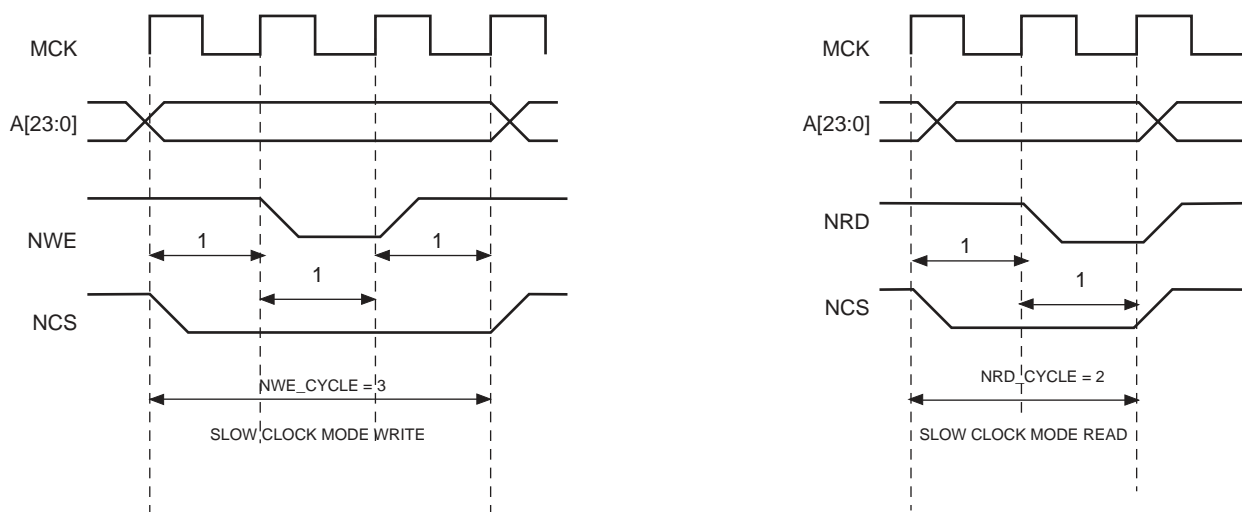 MCK
A[23:0]
NWE
1
1
1
NCS
NWE_CYCLE = 3
SLOW CLOCK MODE WRITE
MCK
A[23:0]
NRD
1
1
NCS
NRD_CYCLE = 2
SLOW CLOCK MODE READ